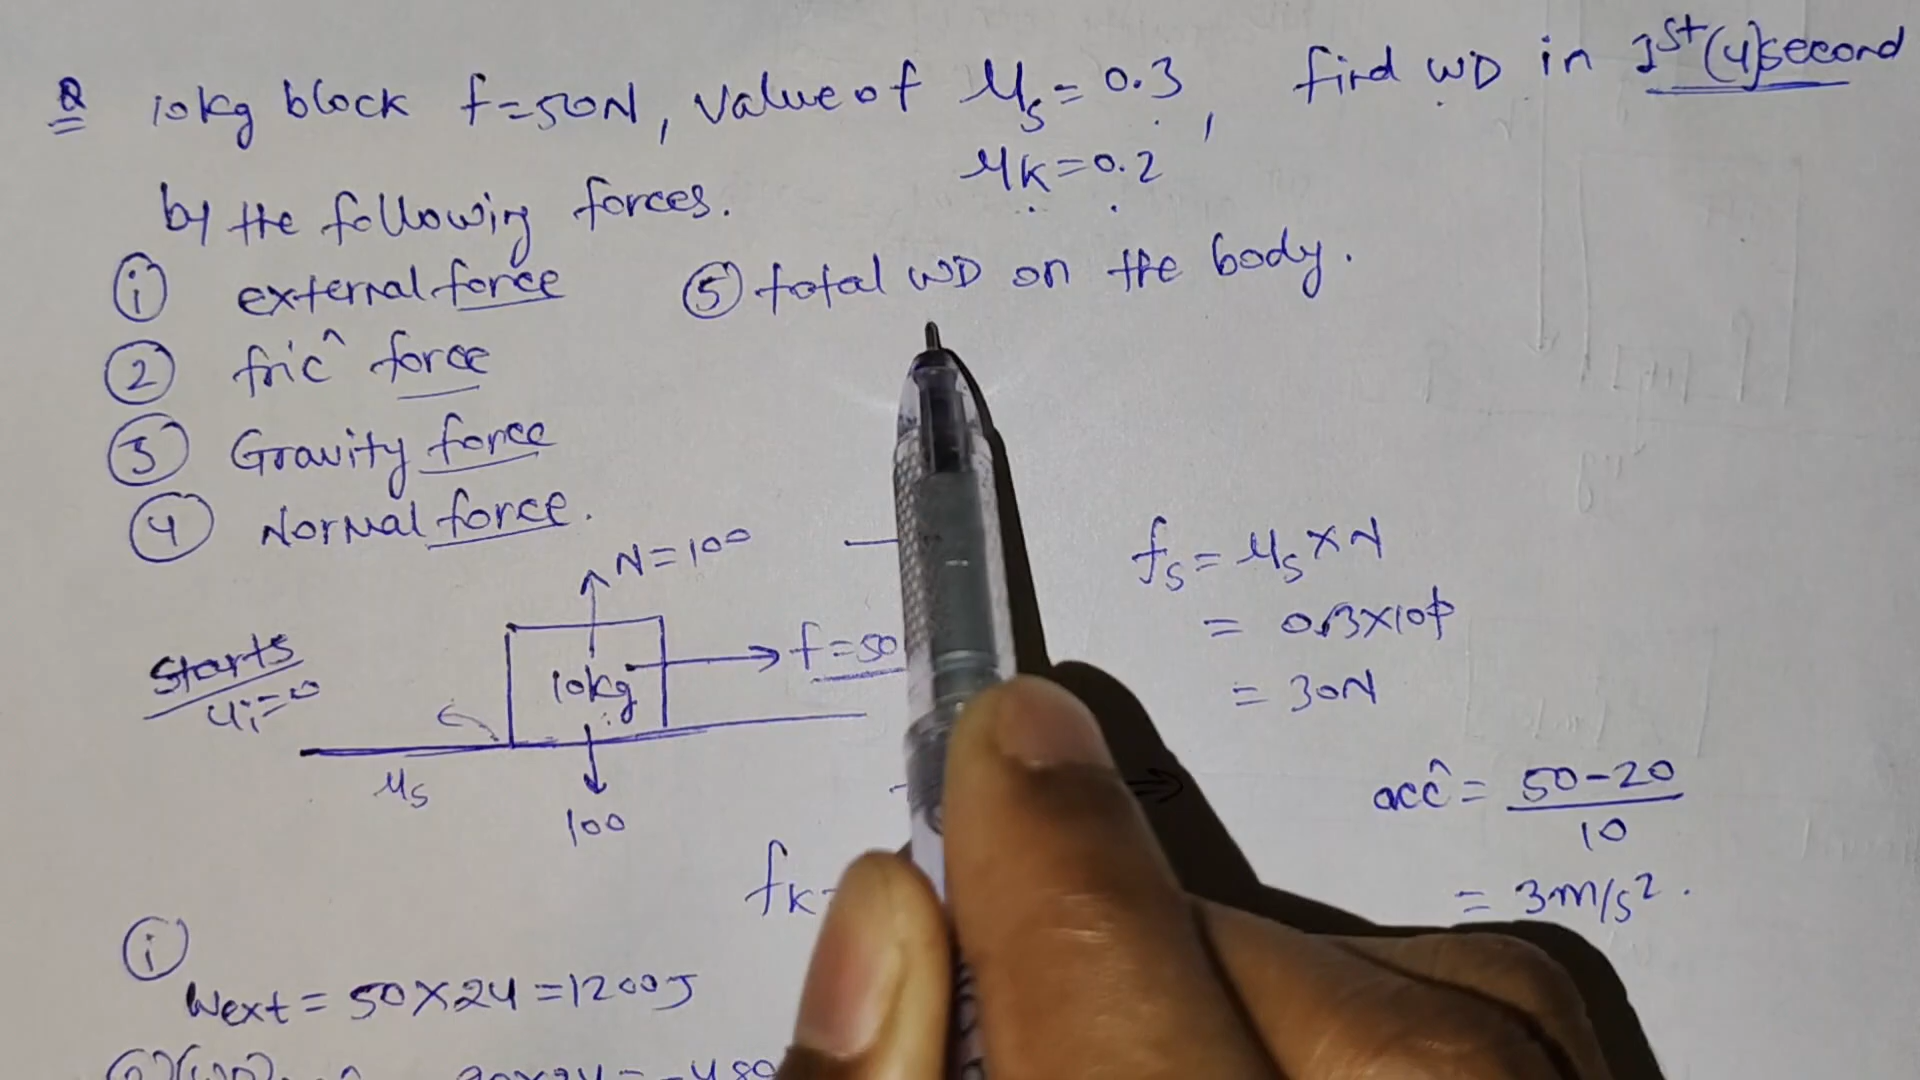 Q 10kg block f=50N, value of μs=0.3, find WD in 1st(4)second
μk=0.2
by the following forces.
(i) external force
(5) total WD on the body.
(2) fricn force
(3) Gravity force
(4) Normal force.
N=100
fs = μs×N
= 0.3×100
= 30N
Starts
ui=0
10kg
f=50
μs
100
fk=
accn = 50-20
10
= 3m/s2.
(i)
Wext = 50×24=1200J